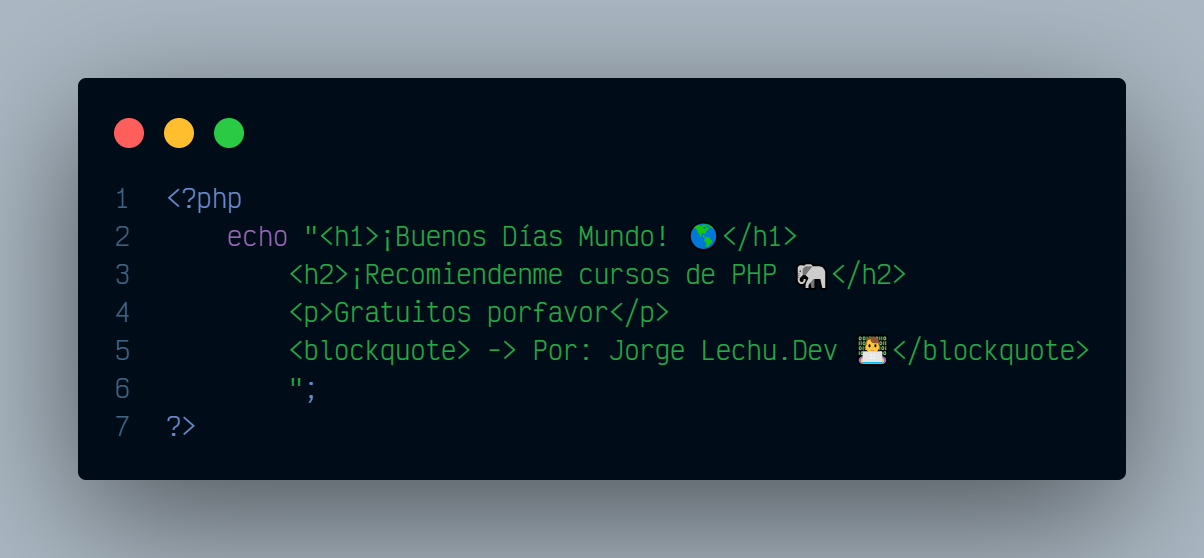 1 <?php
2 echo "<h1>¡Buenos Días Mundo! 🌎</h1>
3 <h2>¡Recomiendenme cursos de PHP 🐘</h2>
4 <p>Gratuitos porfavor</p>
5 <blockquote> -> Por: Jorge Lechu.Dev 👨‍💻</blockquote>
6 ";
7 ?>